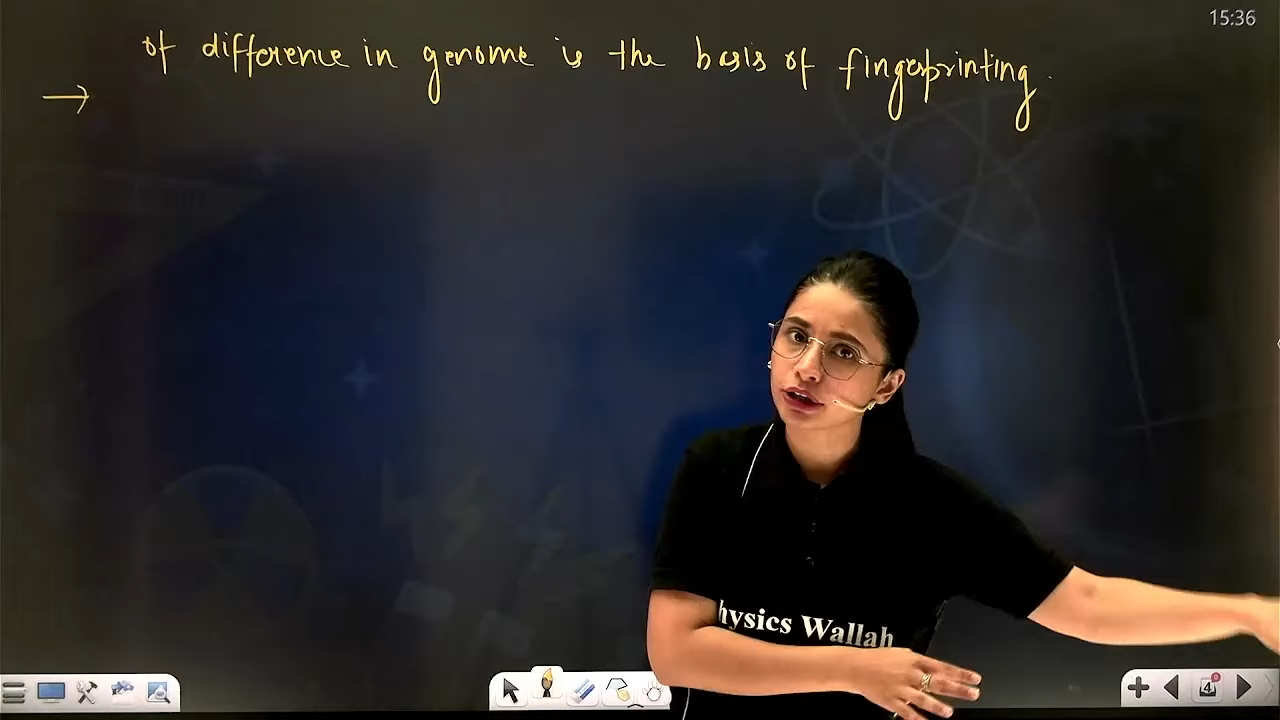 15:36
of difference in genome is the basis of fingerprinting.
→
hysics Wallah